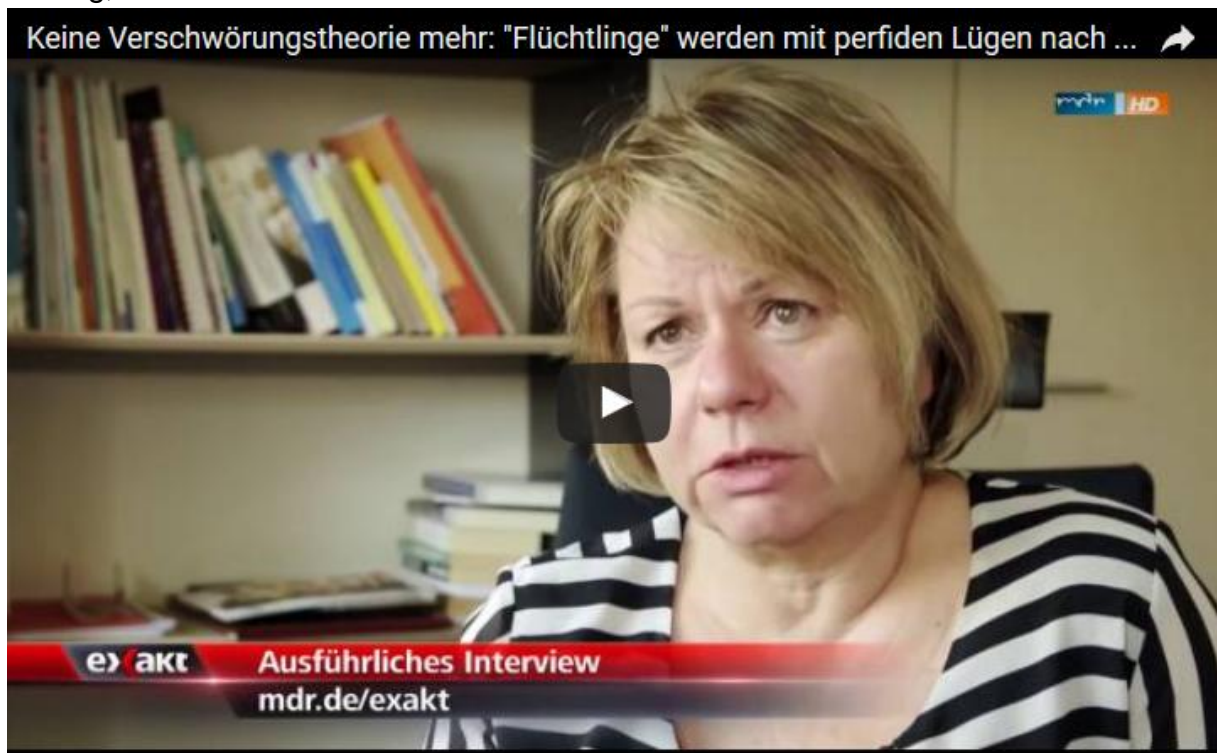 Keine Verschwörungstheorie mehr: "Flüchtlinge" werden mit perfiden Lügen nach ...
mdr HD
exakt Ausführliches Interview
mdr.de/exakt